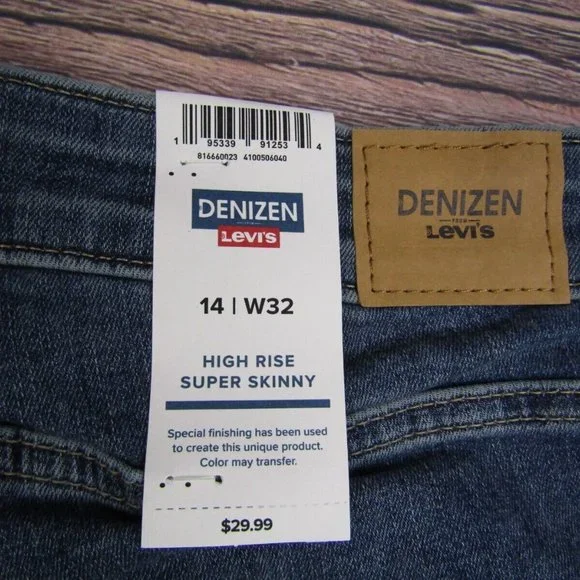 1 95339 91253 4
816660023 4100506040
DENIZEN
FROM
Levi's
14 | W32
HIGH RISE
SUPER SKINNY
Special finishing has been used
to create this unique product.
Color may transfer.
$29.99
DENIZEN
FROM
Levi's